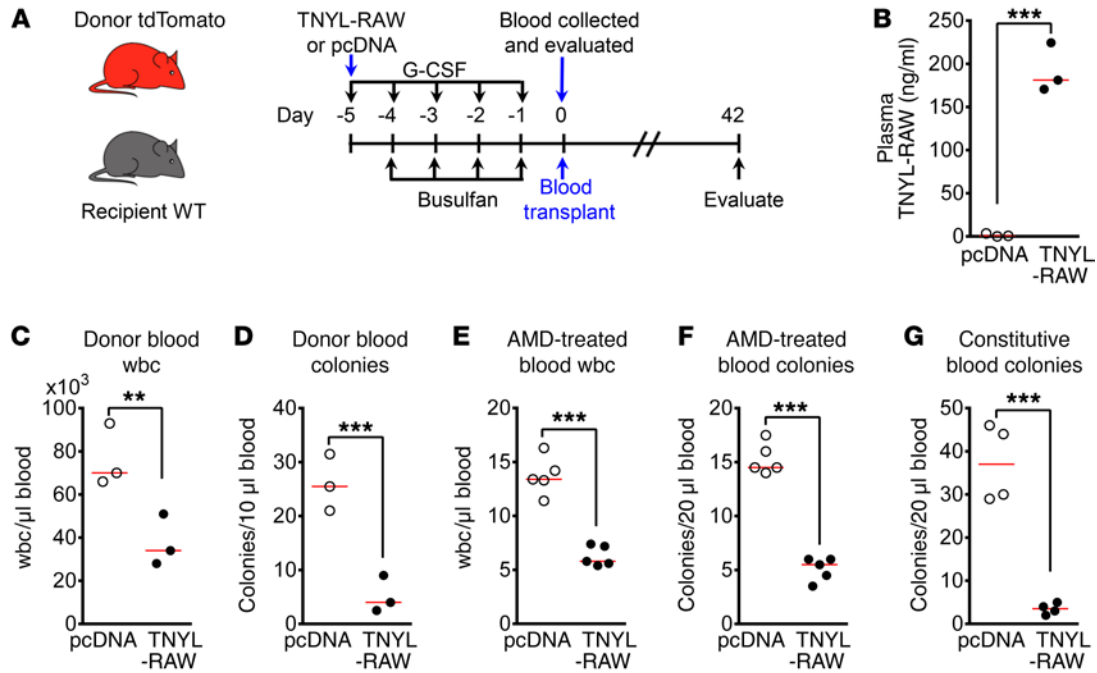 A
Donor tdTomato
Recipient WT
TNYL-RAW
or pcDNA
Blood collected
and evaluated
G-CSF
Day -5 -4 -3 -2 -1 0 42
Busulfan
Blood
transplant
Evaluate
B
***
Plasma
TNYL-RAW (ng/ml)
250
200
150
100
50
0
pcDNA TNYL
-RAW
C
Donor blood
wbc
x10³
**
wbc/µl blood
100
80
60
40
20
0
pcDNA TNYL
-RAW
D
Donor blood
colonies
***
Colonies/10 µl blood
40
30
20
10
0
pcDNA TNYL
-RAW
E
AMD-treated
blood wbc
***
wbc/µl blood
20
15
10
5
0
pcDNA TNYL
-RAW
F
AMD-treated
blood colonies
***
Colonies/20 µl blood
20
15
10
5
0
pcDNA TNYL
-RAW
G
Constitutive
blood colonies
***
Colonies/20 µl blood
50
40
30
20
10
0
pcDNA TNYL
-RAW